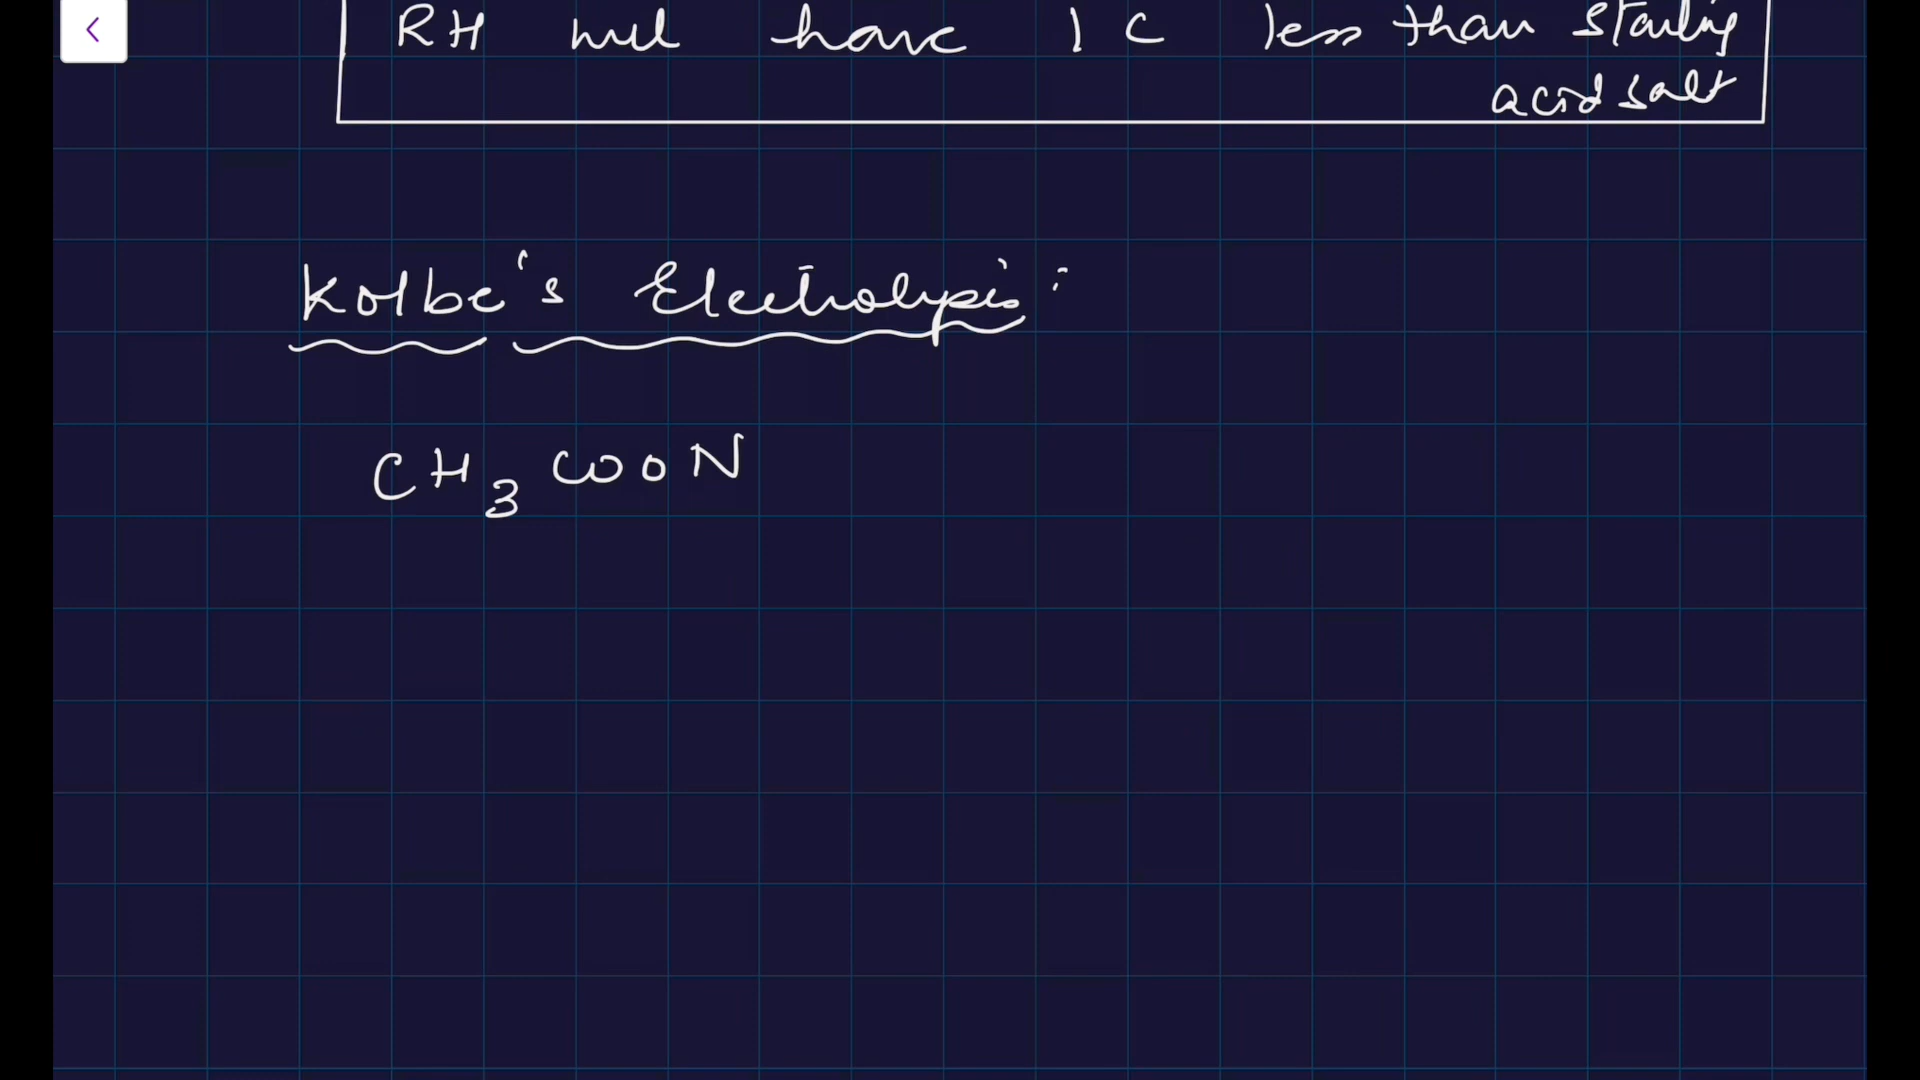 RH will have 1 C less than starting
acid salt
Kolbe's Electrolysis:
CH3COON